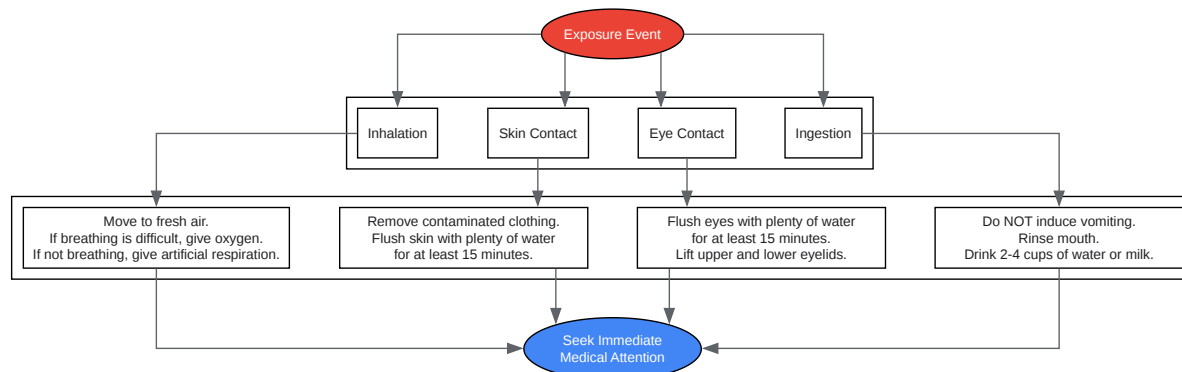 Exposure Event
Inhalation
Skin Contact
Eye Contact
Ingestion
Move to fresh air.
If breathing is difficult, give oxygen.
If not breathing, give artificial respiration.
Remove contaminated clothing.
Flush skin with plenty of water
for at least 15 minutes.
Flush eyes with plenty of water
for at least 15 minutes.
Lift upper and lower eyelids.
Do NOT induce vomiting.
Rinse mouth.
Drink 2-4 cups of water or milk.
Seek Immediate
Medical Attention